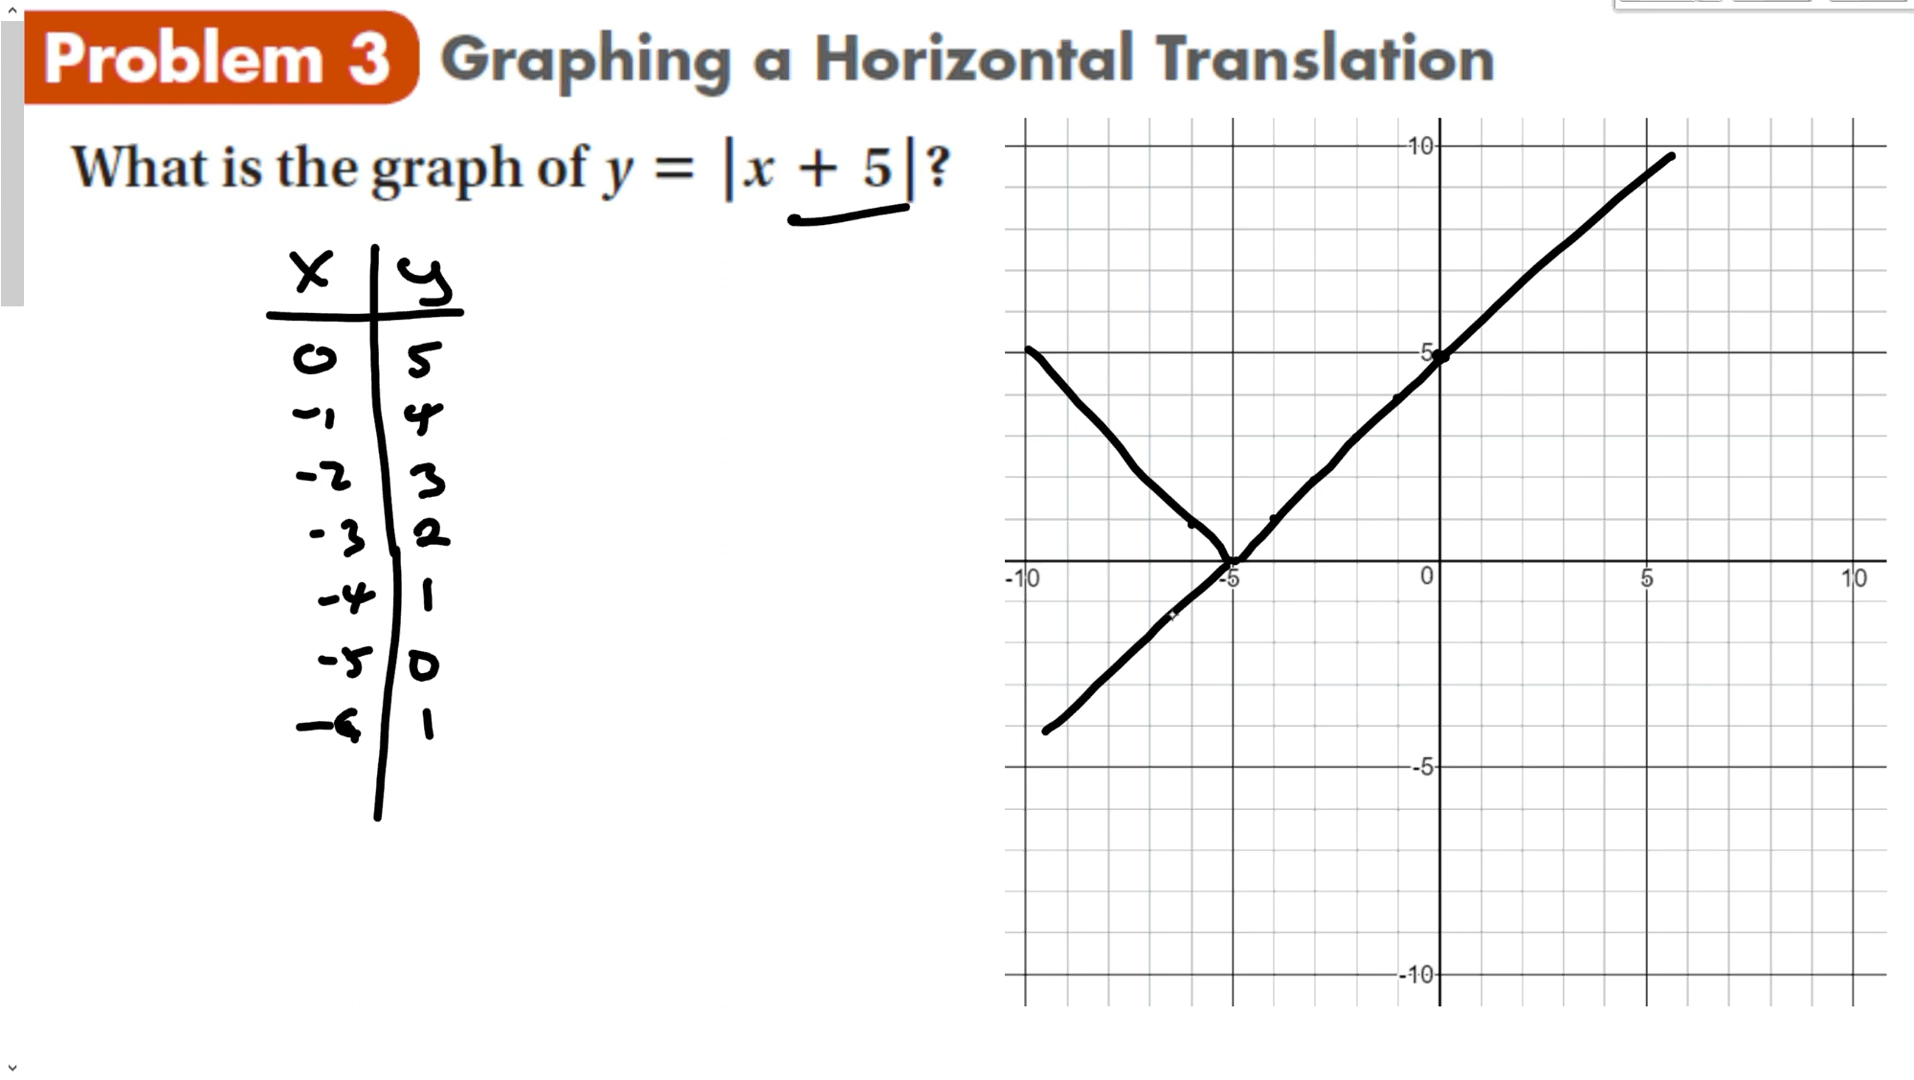 Problem 3 Graphing a Horizontal Translation
What is the graph of y = |x + 5|?
x y
0 5
-1 4
-2 3
-3 2
-4 1
-5 0
-6 1
10
5
-10 -5 0 5 10
-5
-10